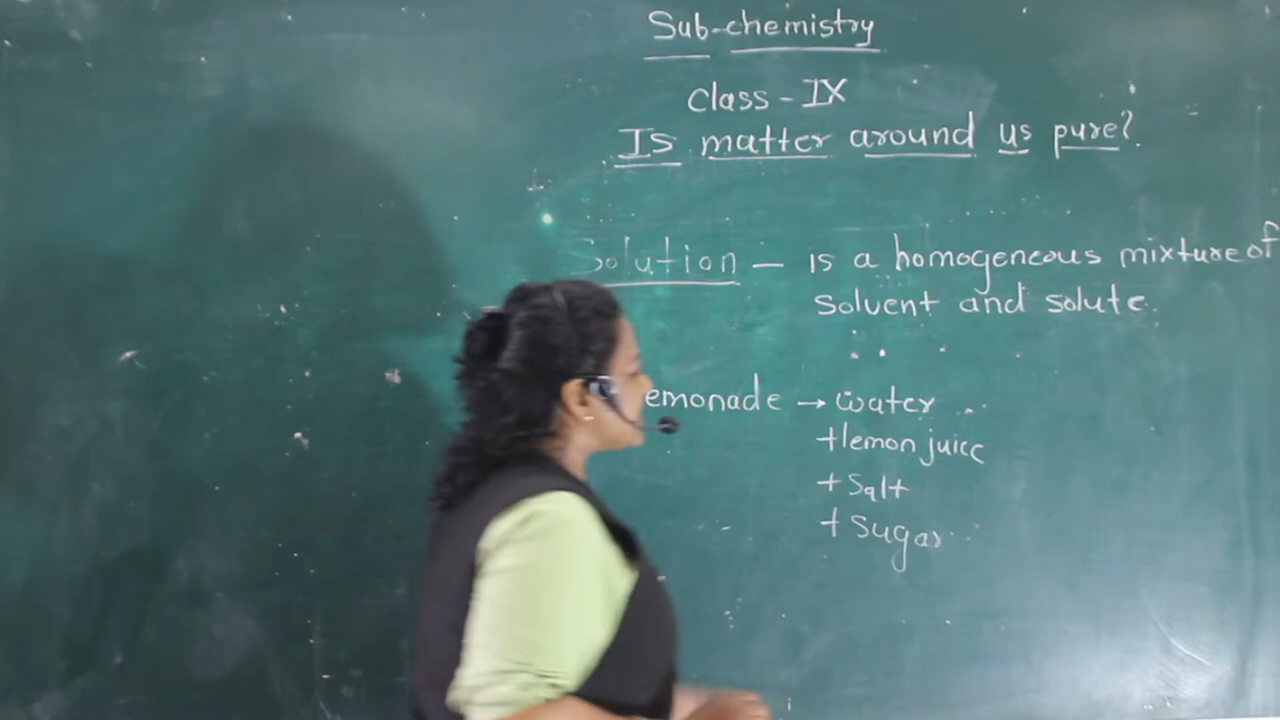 Sub-chemistry
Class - IX
Is matter around us pure?
Solution — is a homogeneous mixture of
Solvent and solute.
emonade → water
+lemon juice
+ Salt
+ Sugar